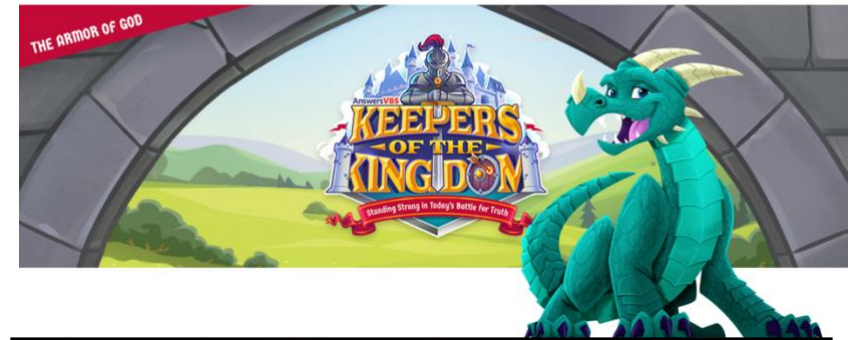 THE ARMOR OF GOD
AnswersVBS
KEEPERS
OF THE
KINGDOM
Standing Strong in Today's Battle for Truth